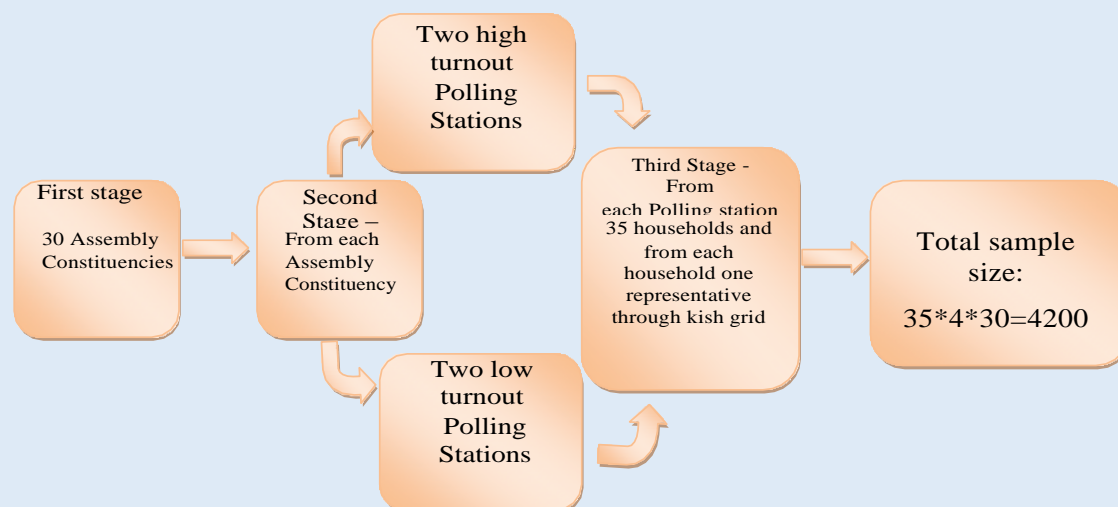 First stage
30 Assembly
Constituencies
Second
Stage –
From each
Assembly
Constituency
Two high
turnout
Polling
Stations
Two low
turnout
Polling
Stations
Third Stage -
From
each Polling station
35 households and
from each
household one
representative
through kish grid
Total sample
size:
35*4*30=4200